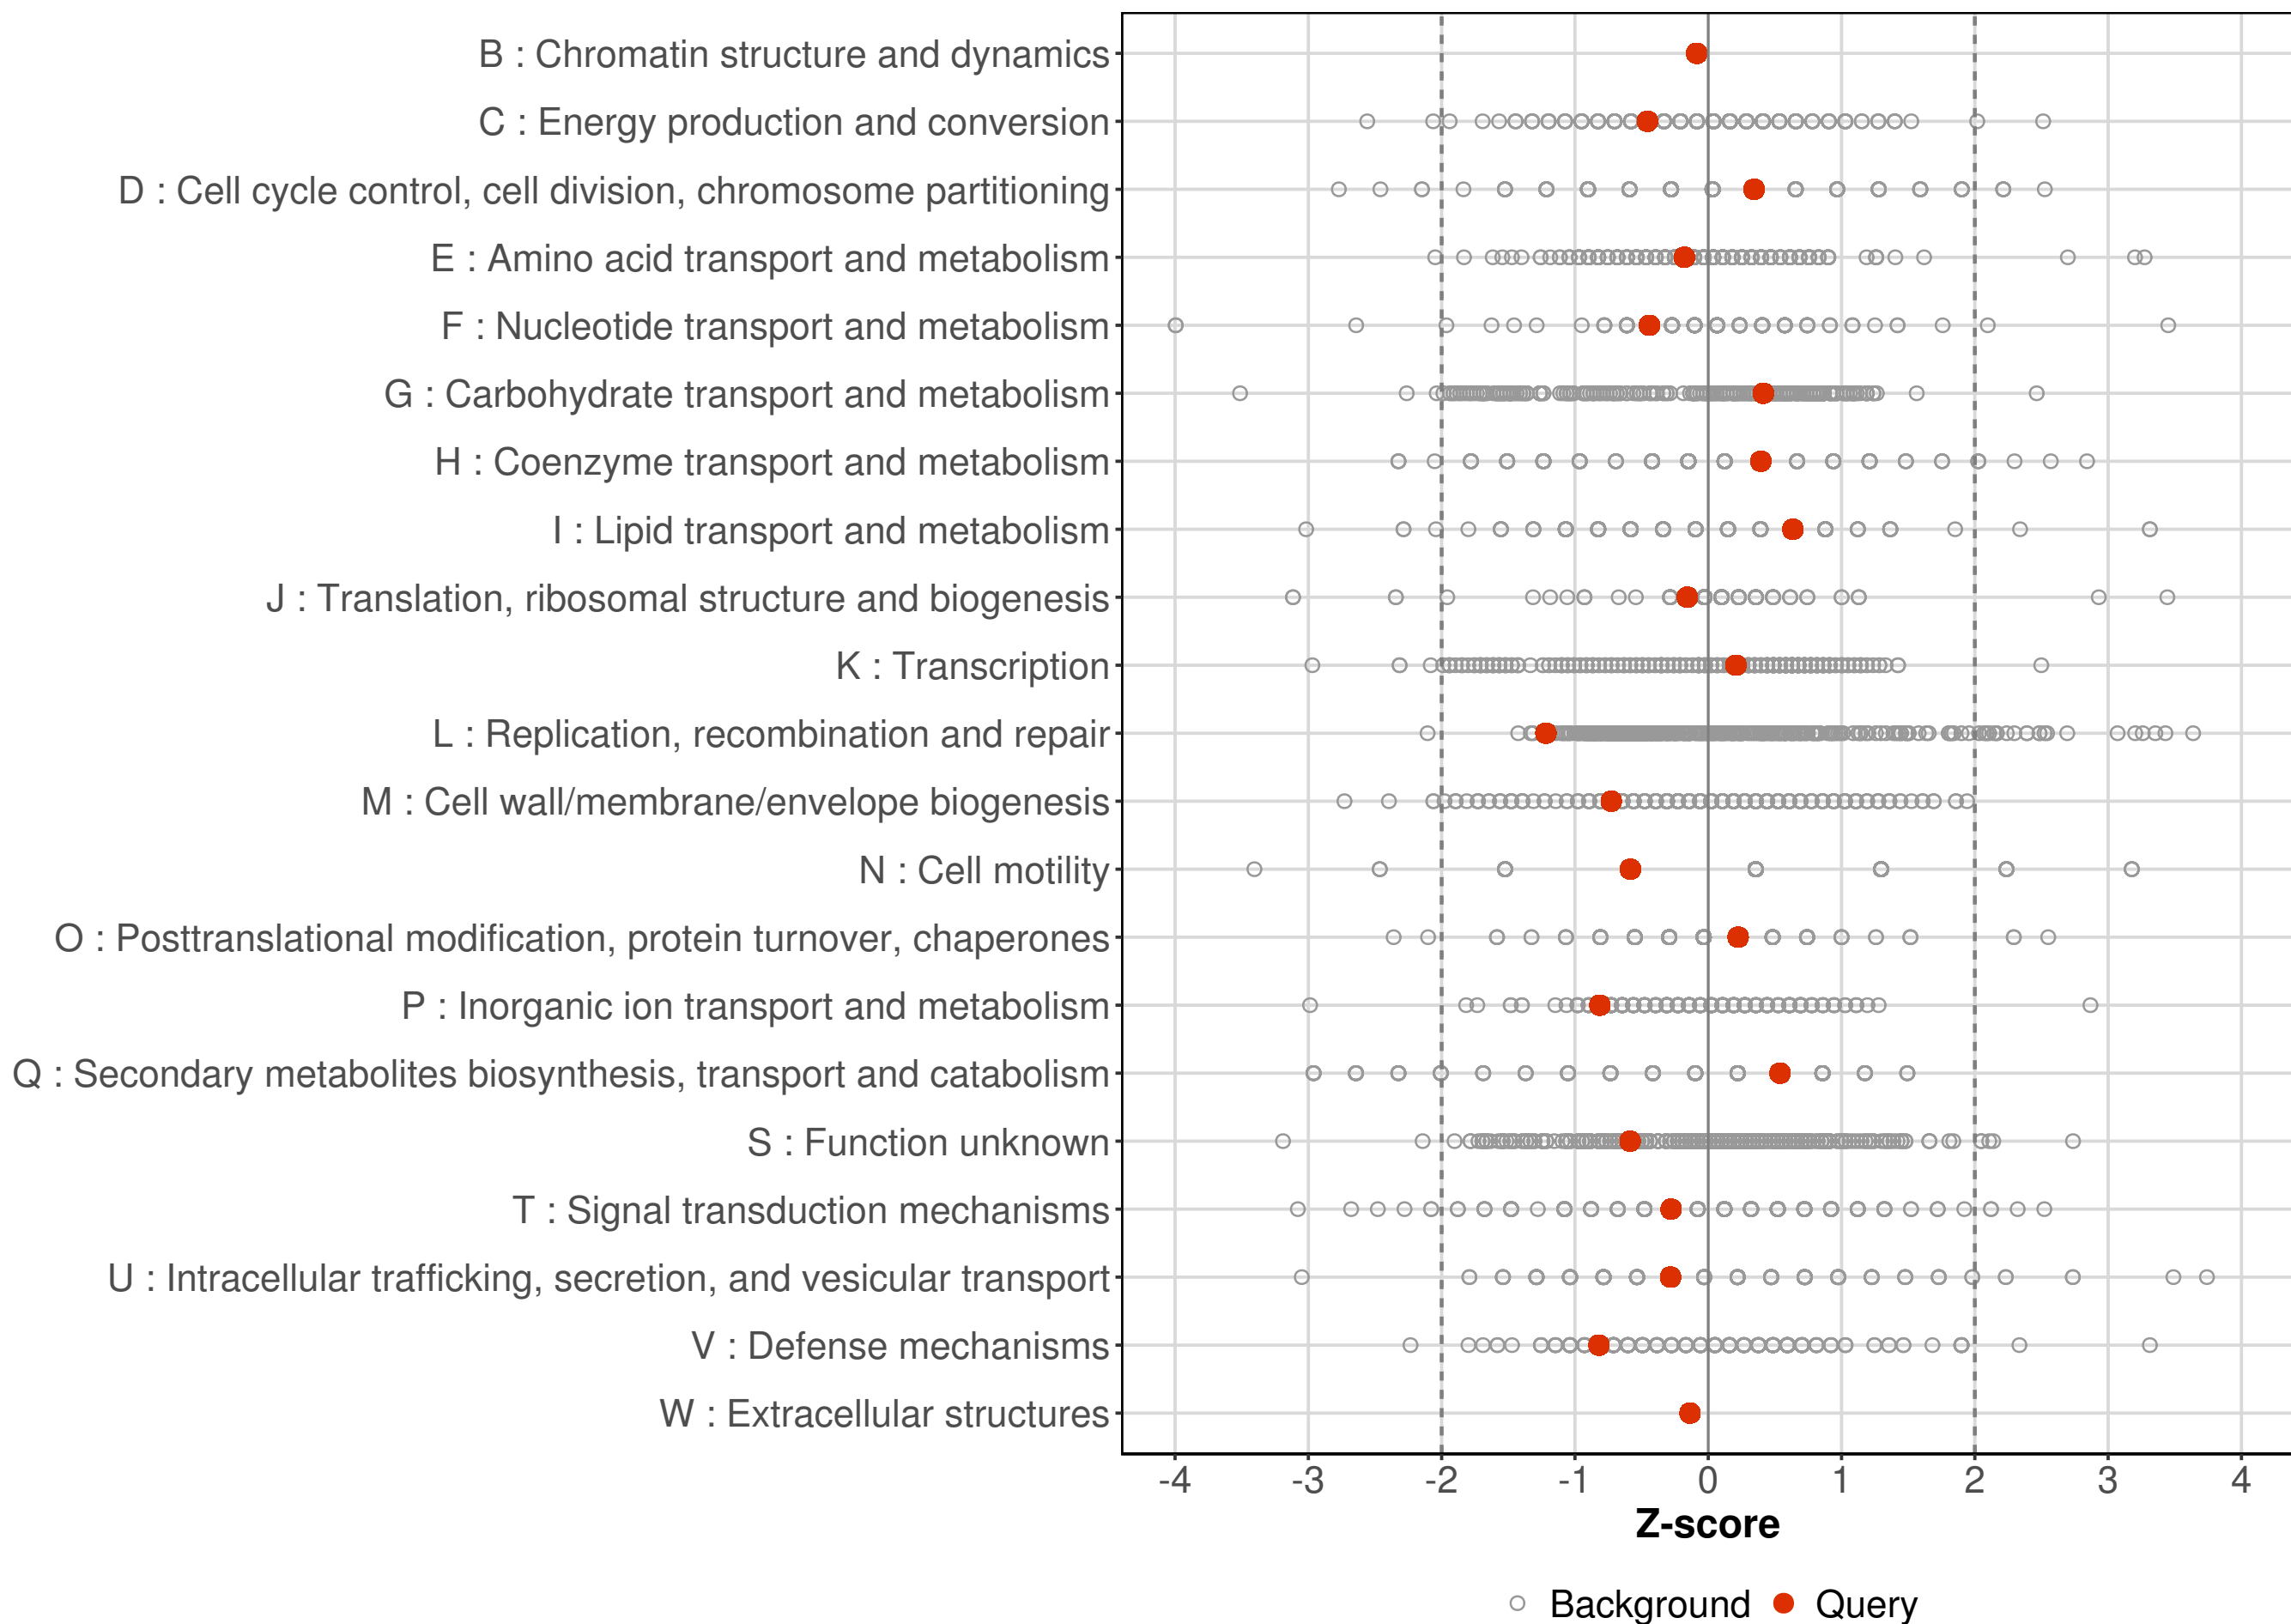 B : Chromatin structure and dynamics
C : Energy production and conversion
D : Cell cycle control, cell division, chromosome partitioning
E : Amino acid transport and metabolism
F : Nucleotide transport and metabolism
G : Carbohydrate transport and metabolism
H : Coenzyme transport and metabolism
I : Lipid transport and metabolism
J : Translation, ribosomal structure and biogenesis
K : Transcription
L : Replication, recombination and repair
M : Cell wall/membrane/envelope biogenesis
N : Cell motility
O : Posttranslational modification, protein turnover, chaperones
P : Inorganic ion transport and metabolism
Q : Secondary metabolites biosynthesis, transport and catabolism
S : Function unknown
T : Signal transduction mechanisms
U : Intracellular trafficking, secretion, and vesicular transport
V : Defense mechanisms
W : Extracellular structures
-4 -3 -2 -1 0 1 2 3 4
Z-score
Background Query